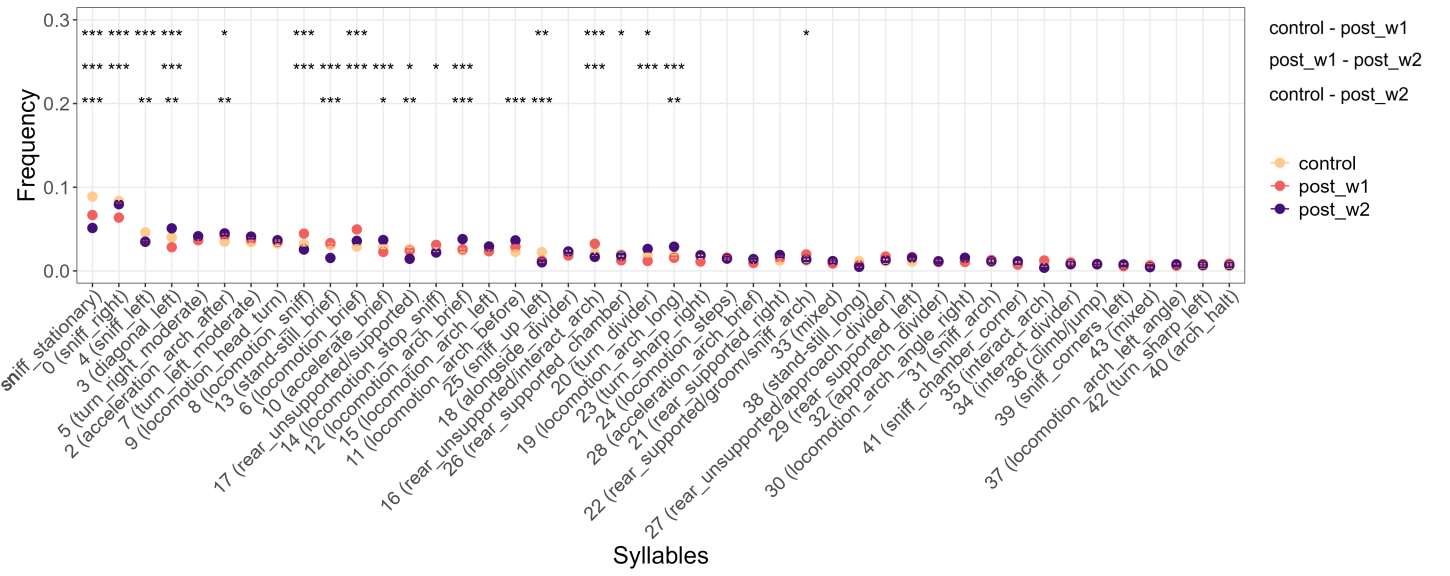 0.3
*** *** *** *** * *** *** ** *** * * *
control - post_w1
*** *** *** *** *** *** *** * * *** *** *** ***
post_w1 - post_w2
0.2
*** ** ** ** *** * ** *** *** *** **
control - post_w2
Frequency
0.1
0.0
control
post_w1
post_w2
sniff_stationary)
0 (sniff_right)
4 (sniff_left)
3 (diagonal_left)
5 (turn_right_moderate)
2 (acceleration_arch_after)
7 (turn_left_moderate)
9 (locomotion_head_turn)
8 (locomotion_sniff)
13 (stand-still_brief)
6 (locomotion_brief)
10 (accelerate_brief)
17 (rear_unsupported/supported)
14 (locomotion_stop_sniff)
12 (locomotion_arch_brief)
15 (locomotion_arch_left)
11 (locomotion_arch_before)
25 (sniff_up_left)
18 (alongside_divider)
16 (rear_unsupported/interact_arch)
26 (rear_supported_chamber)
20 (turn_divider)
19 (locomotion_arch_long)
23 (turn_sharp_right)
24 (locomotion_steps)
28 (acceleration_arch_brief)
21 (rear_supported_right)
22 (rear_supported/groom/sniff_arch)
33 (mixed)
38 (stand-still_long)
27 (rear_unsupported/approach_divider)
29 (rear_supported_left)
32 (approach_divider)
30 (locomotion_arch_angle_right)
31 (sniff_arch)
41 (sniff_chamber_corner)
35 (interact_arch)
34 (interact_divider)
36 (climb/jump)
39 (sniff_corners_left)
43 (mixed)
37 (locomotion_arch_left_angle)
42 (turn_sharp_left)
40 (arch_halt)
Syllables